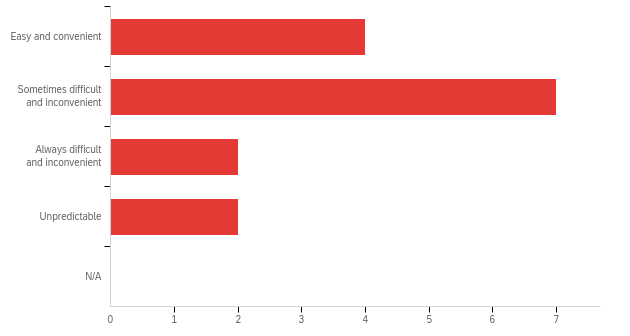 Easy and convenient
Sometimes difficult
and inconvenient
Always difficult
and inconvenient
Unpredictable
N/A
0 1 2 3 4 5 6 7